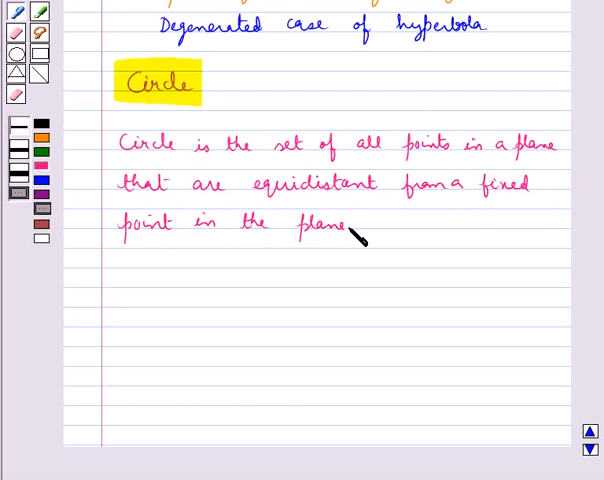 Degenerated case of hyperbola
Circle
Circle is the set of all points in a plane
that are equidistant from a fixed
point in the plane